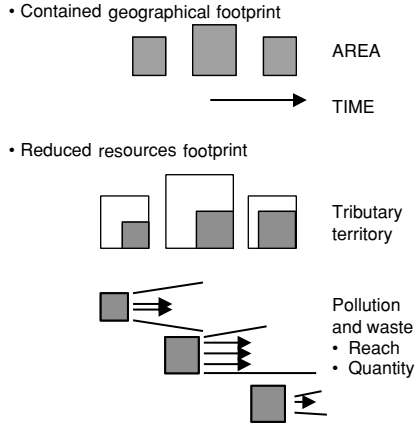 • Contained geographical footprint
AREA
TIME
• Reduced resources footprint
Tributary
territory
Pollution
and waste
• Reach
• Quantity